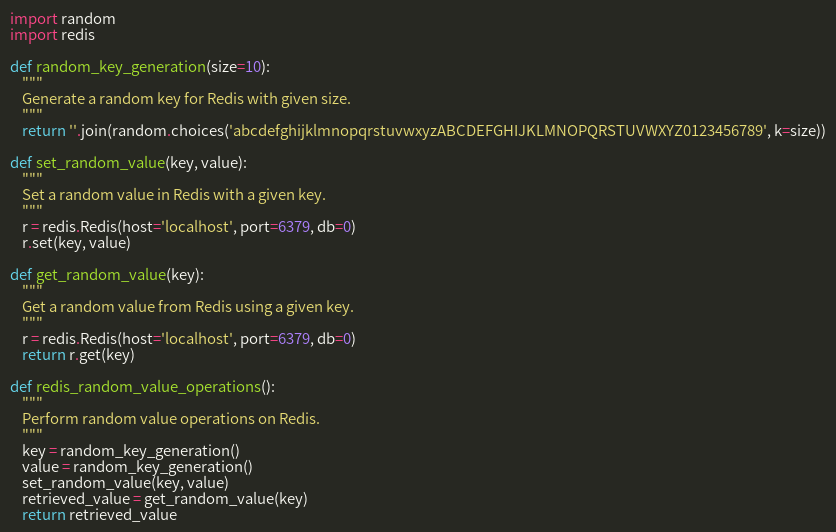 import random
import redis

def random_key_generation(size=10):
    """
    Generate a random key for Redis with given size.
    """
    return ''.join(random.choices('abcdefghijklmnopqrstuvwxyzABCDEFGHIJKLMNOPQRSTUVWXYZ0123456789', k=size))

def set_random_value(key, value):
    """
    Set a random value in Redis with a given key.
    """
    r = redis.Redis(host='localhost', port=6379, db=0)
    r.set(key, value)

def get_random_value(key):
    """
    Get a random value from Redis using a given key.
    """
    r = redis.Redis(host='localhost', port=6379, db=0)
    return r.get(key)

def redis_random_value_operations():
    """
    Perform random value operations on Redis.
    """
    key = random_key_generation()
    value = random_key_generation()
    set_random_value(key, value)
    retrieved_value = get_random_value(key)
    return retrieved_value